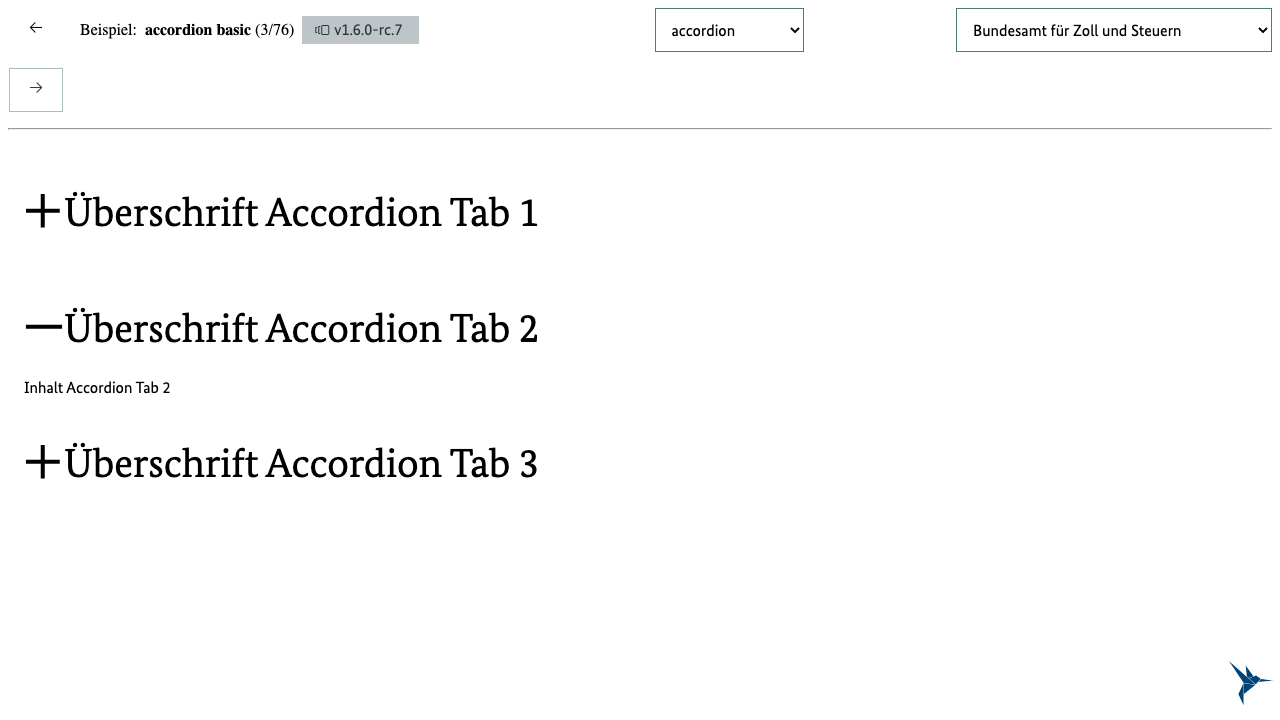 Beispiel: accordion basic (3/76) v1.6.0-rc.7 accordion Bundesamt für Zoll und Steuern
Überschrift Accordion Tab 1
Überschrift Accordion Tab 2
Inhalt Accordion Tab 2
Überschrift Accordion Tab 3